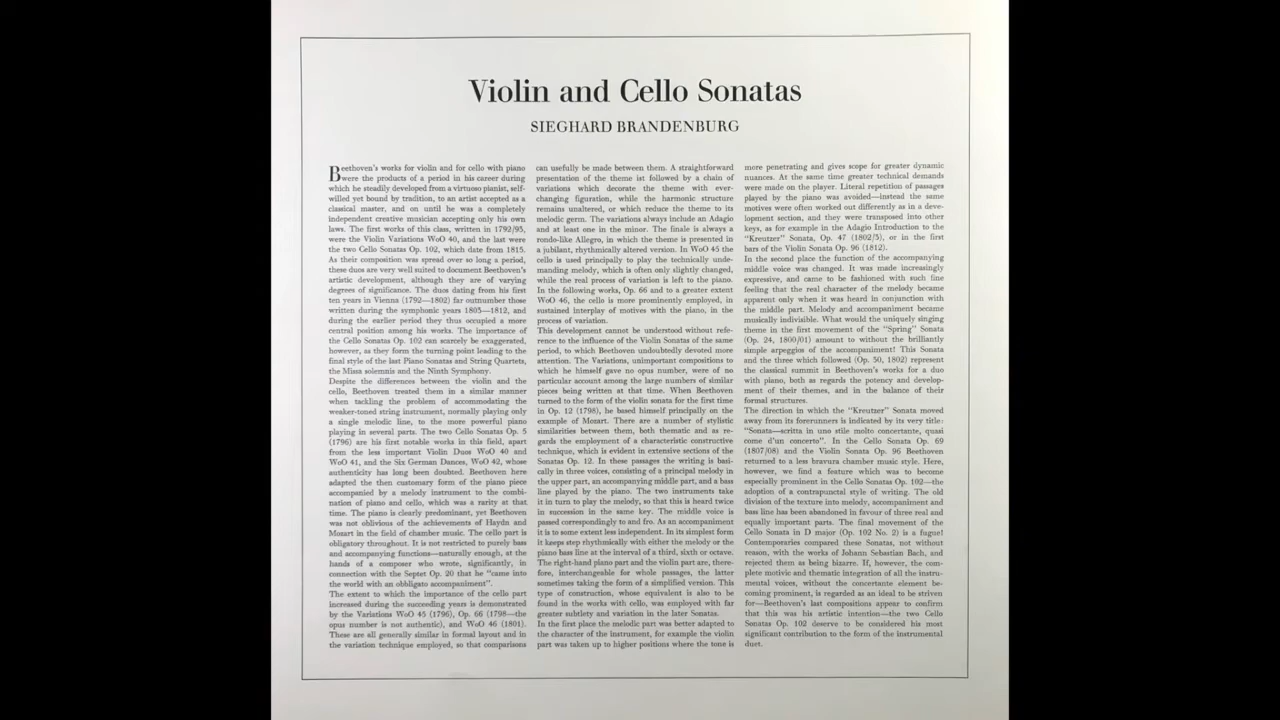 Violin and Cello Sonatas
SIEGHARD BRANDENBURG
Beethoven's works for violin and for cello with piano
were the products of a period in his career during
which he steadily developed from a virtuoso pianist, self-
willed yet bound by tradition, to an artist accepted as a
classical master, and on until he was a completely
independent creative musician accepting only his own
laws. The first works of this class, written in 1792/93,
were the Violin Variations WoO 40, and the last were
the two Cello Sonatas Op. 102, which date from 1815.
As their composition was spread over so long a period,
these duos are very well suited to document Beethoven's
artistic development, although they are of varying
degrees of significance. The duos dating from his first
ten years in Vienna (1792—1802) far outnumber those
written during the symphonic years 1803—1812, and
during the earlier period they thus occupied a more
central position among his works. The importance of
the Cello Sonatas Op. 102 can scarcely be exaggerated,
however, as they form the turning point leading to the
final style of the last Piano Sonatas and String Quartets,
the Missa solemnis and the Ninth Symphony.
Despite the differences between the violin and the
cello, Beethoven treated them in a similar manner
when tackling the problem of accommodating the
weaker-toned string instrument, normally playing only
a single melodic line, to the more powerful piano
playing in several parts. The two Cello Sonatas Op. 5
(1796) are his first notable works in this field, apart
from the less important Violin Duos WoO 40 and
WoO 41, and the Six German Dances, WoO 42, whose
authenticity has long been doubted. Beethoven here
adapted the then customary form of the piano piece
accompanied by a melody instrument to the combi-
nation of piano and cello, which was a rarity at that
time. The piano is clearly predominant, yet Beethoven
was not oblivious of the achievements of Haydn and
Mozart in the field of chamber music. The cello part is
obligatory throughout. It is not restricted to purely bass
and accompanying functions—naturally enough, at the
hands of a composer who wrote, significantly, in
connection with the Septet Op. 20 that he "came into
the world with an obbligato accompaniment".
The extent to which the importance of the cello part
increased during the succeeding years is demonstrated
by the Variations WoO 45 (1796), Op. 66 (1798—the
opus number is not authentic), and WoO 46 (1801).
These are all generally similar in formal layout and in
the variation technique employed, so that comparisons
can usefully be made between them. A straightforward
presentation of the theme ist followed by a chain of
variations which decorate the theme with ever-
changing figuration, while the harmonic structure
remains unaltered, or which reduce the theme to its
melodic germ. The variations always include an Adagio
and at least one in the minor. The finale is always a
rondo-like Allegro, in which the theme is presented in
a jubilant, rhythmically altered version. In WoO 45 the
cello is used principally to play the technically unde-
manding melody, which is often only slightly changed,
while the real process of variation is left to the piano.
In the following works, Op. 66 and to a greater extent
WoO 46, the cello is more prominently employed, in
sustained interplay of motives with the piano, in the
process of variation.
This development cannot be understood without refe-
rence to the influence of the Violin Sonatas of the same
period, to which Beethoven undoubtedly devoted more
attention. The Variations, unimportant compositions to
which he himself gave no opus number, were of no
particular account among the large numbers of similar
pieces being written at that time. When Beethoven
turned to the form of the violin sonata for the first time
in Op. 12 (1798), he based himself principally on the
example of Mozart. There are a number of stylistic
similarities between them, both thematic and as re-
gards the employment of a characteristic constructive
technique, which is evident in extensive sections of the
Sonatas Op. 12. In these passages the writing is basi-
cally in three voices, consisting of a principal melody in
the upper part, an accompanying middle part, and a bass
line played by the piano. The two instruments take
it in turn to play the melody, so that this is heard twice
in succession in the same key. The middle voice is
passed correspondingly to and fro. As an accompaniment
it is to some extent less independent. In its simplest form
it keeps step rhythmically with either the melody or the
piano bass line at the interval of a third, sixth or octave.
The right-hand piano part and the violin part are, there-
fore, interchangeable for whole passages, the latter
sometimes taking the form of a simplified version. This
type of construction, whose equivalent is also to be
found in the works with cello, was employed with far
greater subtlety and variation in the later Sonatas.
In the first place the melodic part was better adapted to
the character of the instrument, for example the violin
part was taken up to higher positions where the tone is
more penetrating and gives scope for greater dynamic
nuances. At the same time greater technical demands
were made on the player. Literal repetition of passages
played by the piano was avoided—instead the same
motives were often worked out differently as in a deve-
lopment section, and they were transposed into other
keys, as for example in the Adagio Introduction to the
"Kreutzer" Sonata, Op. 47 (1802/3), or in the first
bars of the Violin Sonata Op. 96 (1812).
In the second place the function of the accompanying
middle voice was changed. It was made increasingly
expressive, and came to be fashioned with such fine
feeling that the real character of the melody became
apparent only when it was heard in conjunction with
the middle part. Melody and accompaniment became
musically indivisible. What would the uniquely singing
theme in the first movement of the "Spring" Sonata
(Op. 24, 1800/01) amount to without the brilliantly
simple arpeggios of the accompaniment! This Sonata
and the three which followed (Op. 30, 1802) represent
the classical summit in Beethoven's works for a duo
with piano, both as regards the potency and develop-
ment of their themes, and in the balance of their
formal structures.
The direction in which the "Kreutzer" Sonata moved
away from its forerunners is indicated by its very title:
"Sonata—scritta in uno stile molto concertante, quasi
come d'un concerto". In the Cello Sonata Op. 69
(1807/08) and the Violin Sonata Op. 96 Beethoven
returned to a less bravura chamber music style. Here,
however, we find a feature which was to become
especially prominent in the Cello Sonatas Op. 102—the
adoption of a contrapunctal style of writing. The old
division of the texture into melody, accompaniment and
bass line has been abandoned in favour of three real and
equally important parts. The final movement of the
Cello Sonata in D major (Op. 102 No. 2) is a fugue!
Contemporaries compared these Sonatas, not without
reason, with the works of Johann Sebastian Bach, and
rejected them as being bizarre. If, however, the com-
plete motivic and thematic integration of all the instru-
mental voices, without the concertante element be-
coming prominent, is regarded as an ideal to be striven
for—Beethoven's last compositions appear to confirm
that this was his artistic intention—the two Cello
Sonatas Op. 102 deserve to be considered his most
significant contribution to the form of the instrumental
duet.